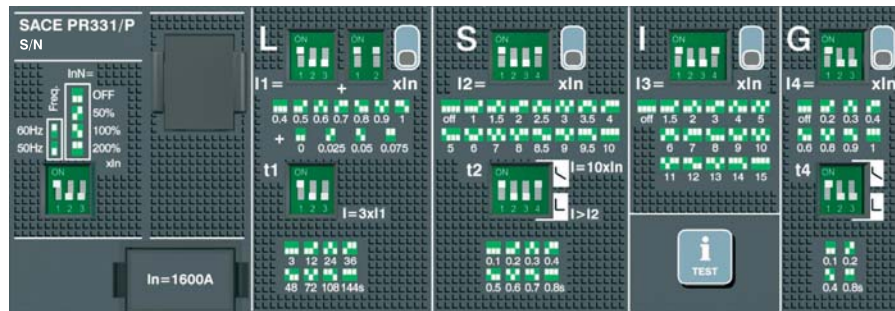 SACE PR331/P
S/N
InN=
Freq.
OFF
50%
60Hz
100%
50Hz
200%
xIn
ON
1 2 3
In=1600A
L
ON
1 2 3
ON
1 2
I1=
+
xIn
0.4 0.5 0.6 0.7 0.8 0.9 1
+
0 0.025 0.05 0.075
t1
ON
1 2 3
I=3xI1
3 12 24 36
48 72 108 144s
S
ON
1 2 3 4
I2=
xIn
off 1 1.5 2 2.5 3 3.5 4
5 6 7 8 8.5 9 9.5 10
t2
ON
1 2 3 4
I=10xIn
I>I2
0.1 0.2 0.3 0.4
0.5 0.6 0.7 0.8s
I
ON
1 2 3 4
I3=
xIn
off 1.5 2 3 4 5
6 7 8 9 10
11 12 13 14 15
i
TEST
G
ON
1 2 3
I4=
xIn
off 0.2 0.3 0.4
0.6 0.8 0.9 1
t4
ON
1 2 3
0.1 0.2
0.4 0.8s